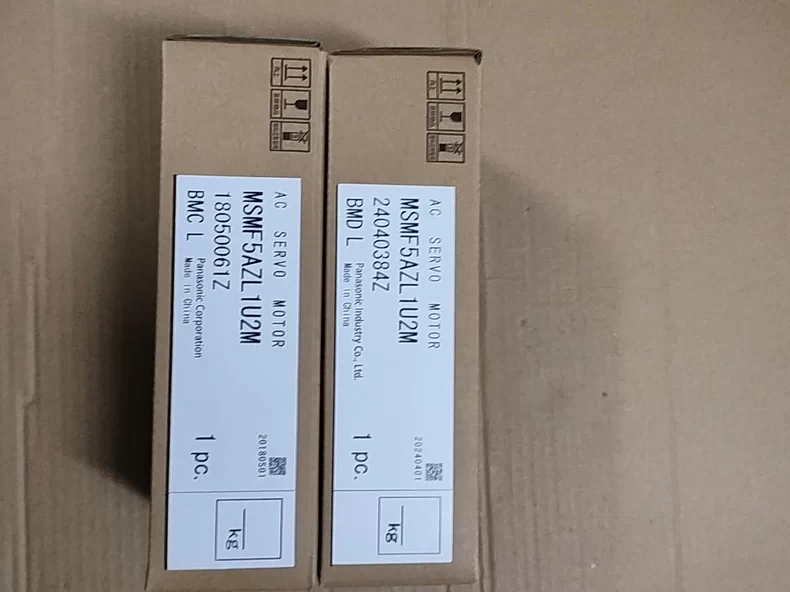 AC SERVO MOTOR
MSMF5AZL1U2M
18050061Z
BMC L
Panasonic Corporation
Made in China
1 pc.
20180501
kg
AC SERVO MOTOR
MSMF5AZL1U2M
24040384Z
BMD L
Panasonic Industry Co., Ltd.
Made in China
1 pc.
20240401
kg